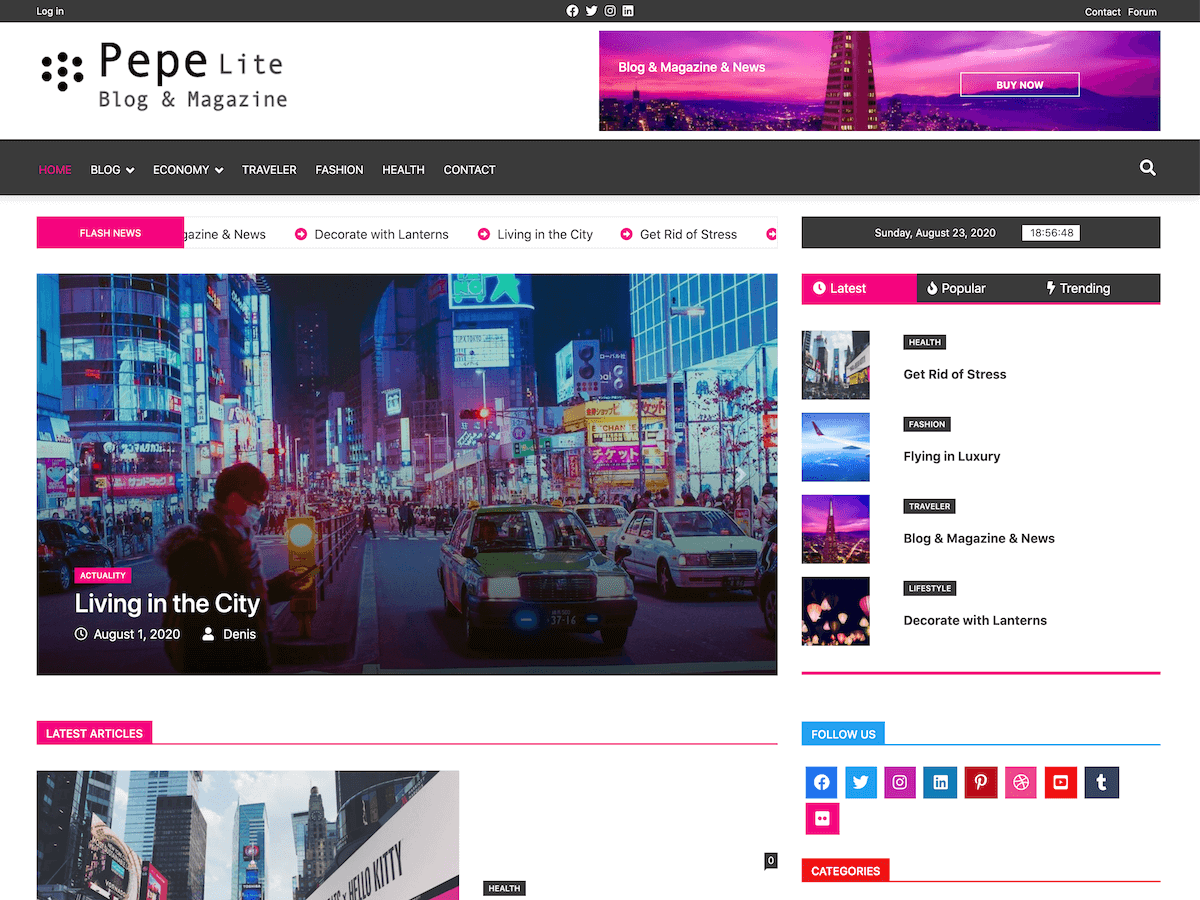 Log in
Contact Forum
Pepe Lite
Blog & Magazine
Blog & Magazine & News
BUY NOW
HOME BLOG ECONOMY TRAVELER FASHION HEALTH CONTACT
FLASH NEWS
gazine & News Decorate with Lanterns Living in the City Get Rid of Stress
Sunday, August 23, 2020 18:56:48
Latest Popular Trending
HEALTH
Get Rid of Stress
FASHION
Flying in Luxury
TRAVELER
Blog & Magazine & News
LIFESTYLE
Decorate with Lanterns
ACTUALITY
Living in the City
August 1, 2020 Denis
37-16
LATEST ARTICLES
HELLO KITTY
0
HEALTH
FOLLOW US
CATEGORIES